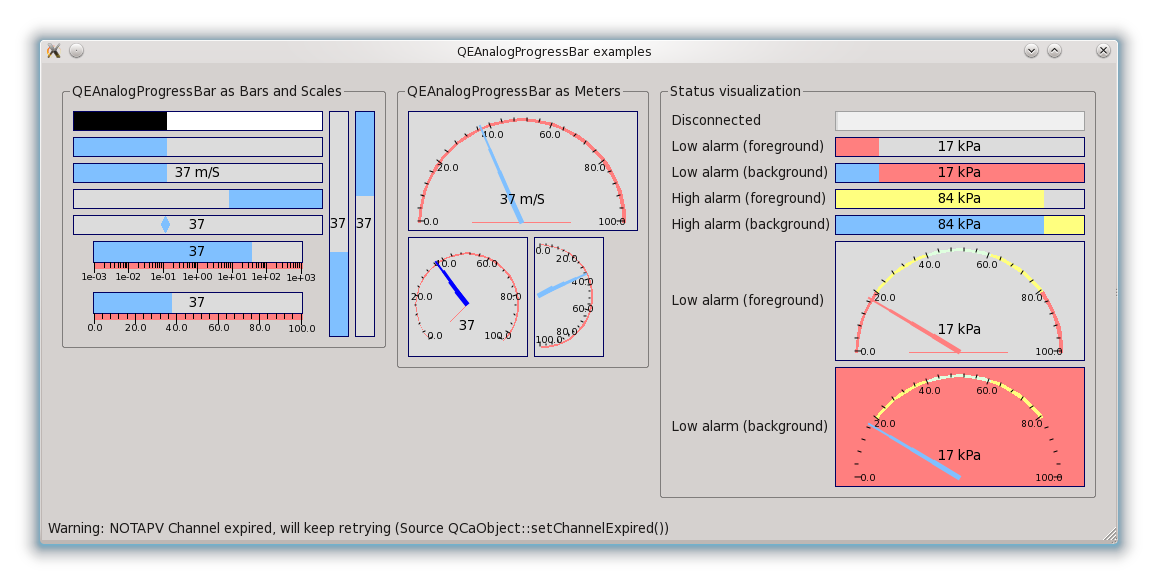 QEAnalogProgressBar examples
QEAnalogProgressBar as Bars and Scales
37 m/S
37
37
1e-03 1e-02 1e-01 1e+00 1e+01 1e+02 1e+03
37
0.0 20.0 40.0 60.0 80.0 100.0
37 37
QEAnalogProgressBar as Meters
40.0 60.0
20.0 80.0
37 m/S
0.0 100.0
40.0 60.0
20.0 80.0
37
0.0 100.0
0.0
20.0
40.0
60.0
80.0
100.0
Status visualization
Disconnected
Low alarm (foreground) 17 kPa
Low alarm (background) 17 kPa
High alarm (foreground) 84 kPa
High alarm (background) 84 kPa
40.0 60.0
20.0 80.0
Low alarm (foreground)
17 kPa
0.0 100.0
40.0 60.0
20.0 80.0
Low alarm (background)
17 kPa
0.0 100.0
Warning: NOTAPV Channel expired, will keep retrying (Source QCaObject::setChannelExpired())